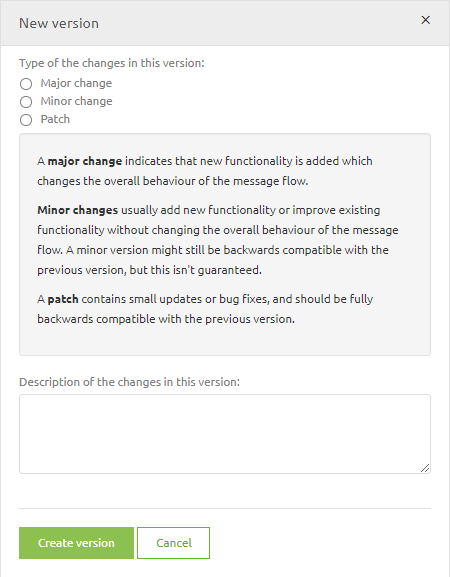 New version
×
Type of the changes in this version:
Major change
Minor change
Patch
A major change indicates that new functionality is added which
changes the overall behaviour of the message flow.
Minor changes usually add new functionality or improve existing
functionality without changing the overall behaviour of the message
flow. A minor version might still be backwards compatible with the
previous version, but this isn't guaranteed.
A patch contains small updates or bug fixes, and should be fully
backwards compatible with the previous version.
Description of the changes in this version:
Create version
Cancel